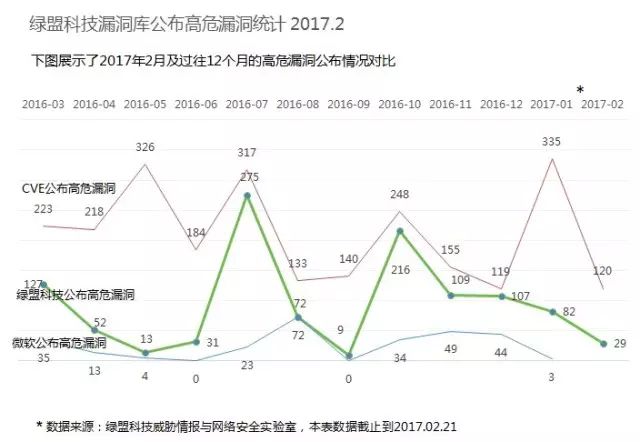 绿盟科技漏洞库公布高危漏洞统计 2017.2
下图展示了2017年2月及过往12个月的高危漏洞公布情况对比
*
2016-03 2016-04 2016-05 2016-06 2016-07 2016-08 2016-09 2016-10 2016-11 2016-12 2017-01 2017-02
CVE公布高危漏洞
223 218 326 184 317 133 140 248 155 119 335 120
绿盟科技公布高危漏洞
127 52 13 31 275 72 9 216 109 107 82 29
微软公布高危漏洞
35 13 4 0 23 72 0 34 49 44 3
* 数据来源：绿盟科技威胁情报与网络安全实验室，本表数据截止到2017.02.21